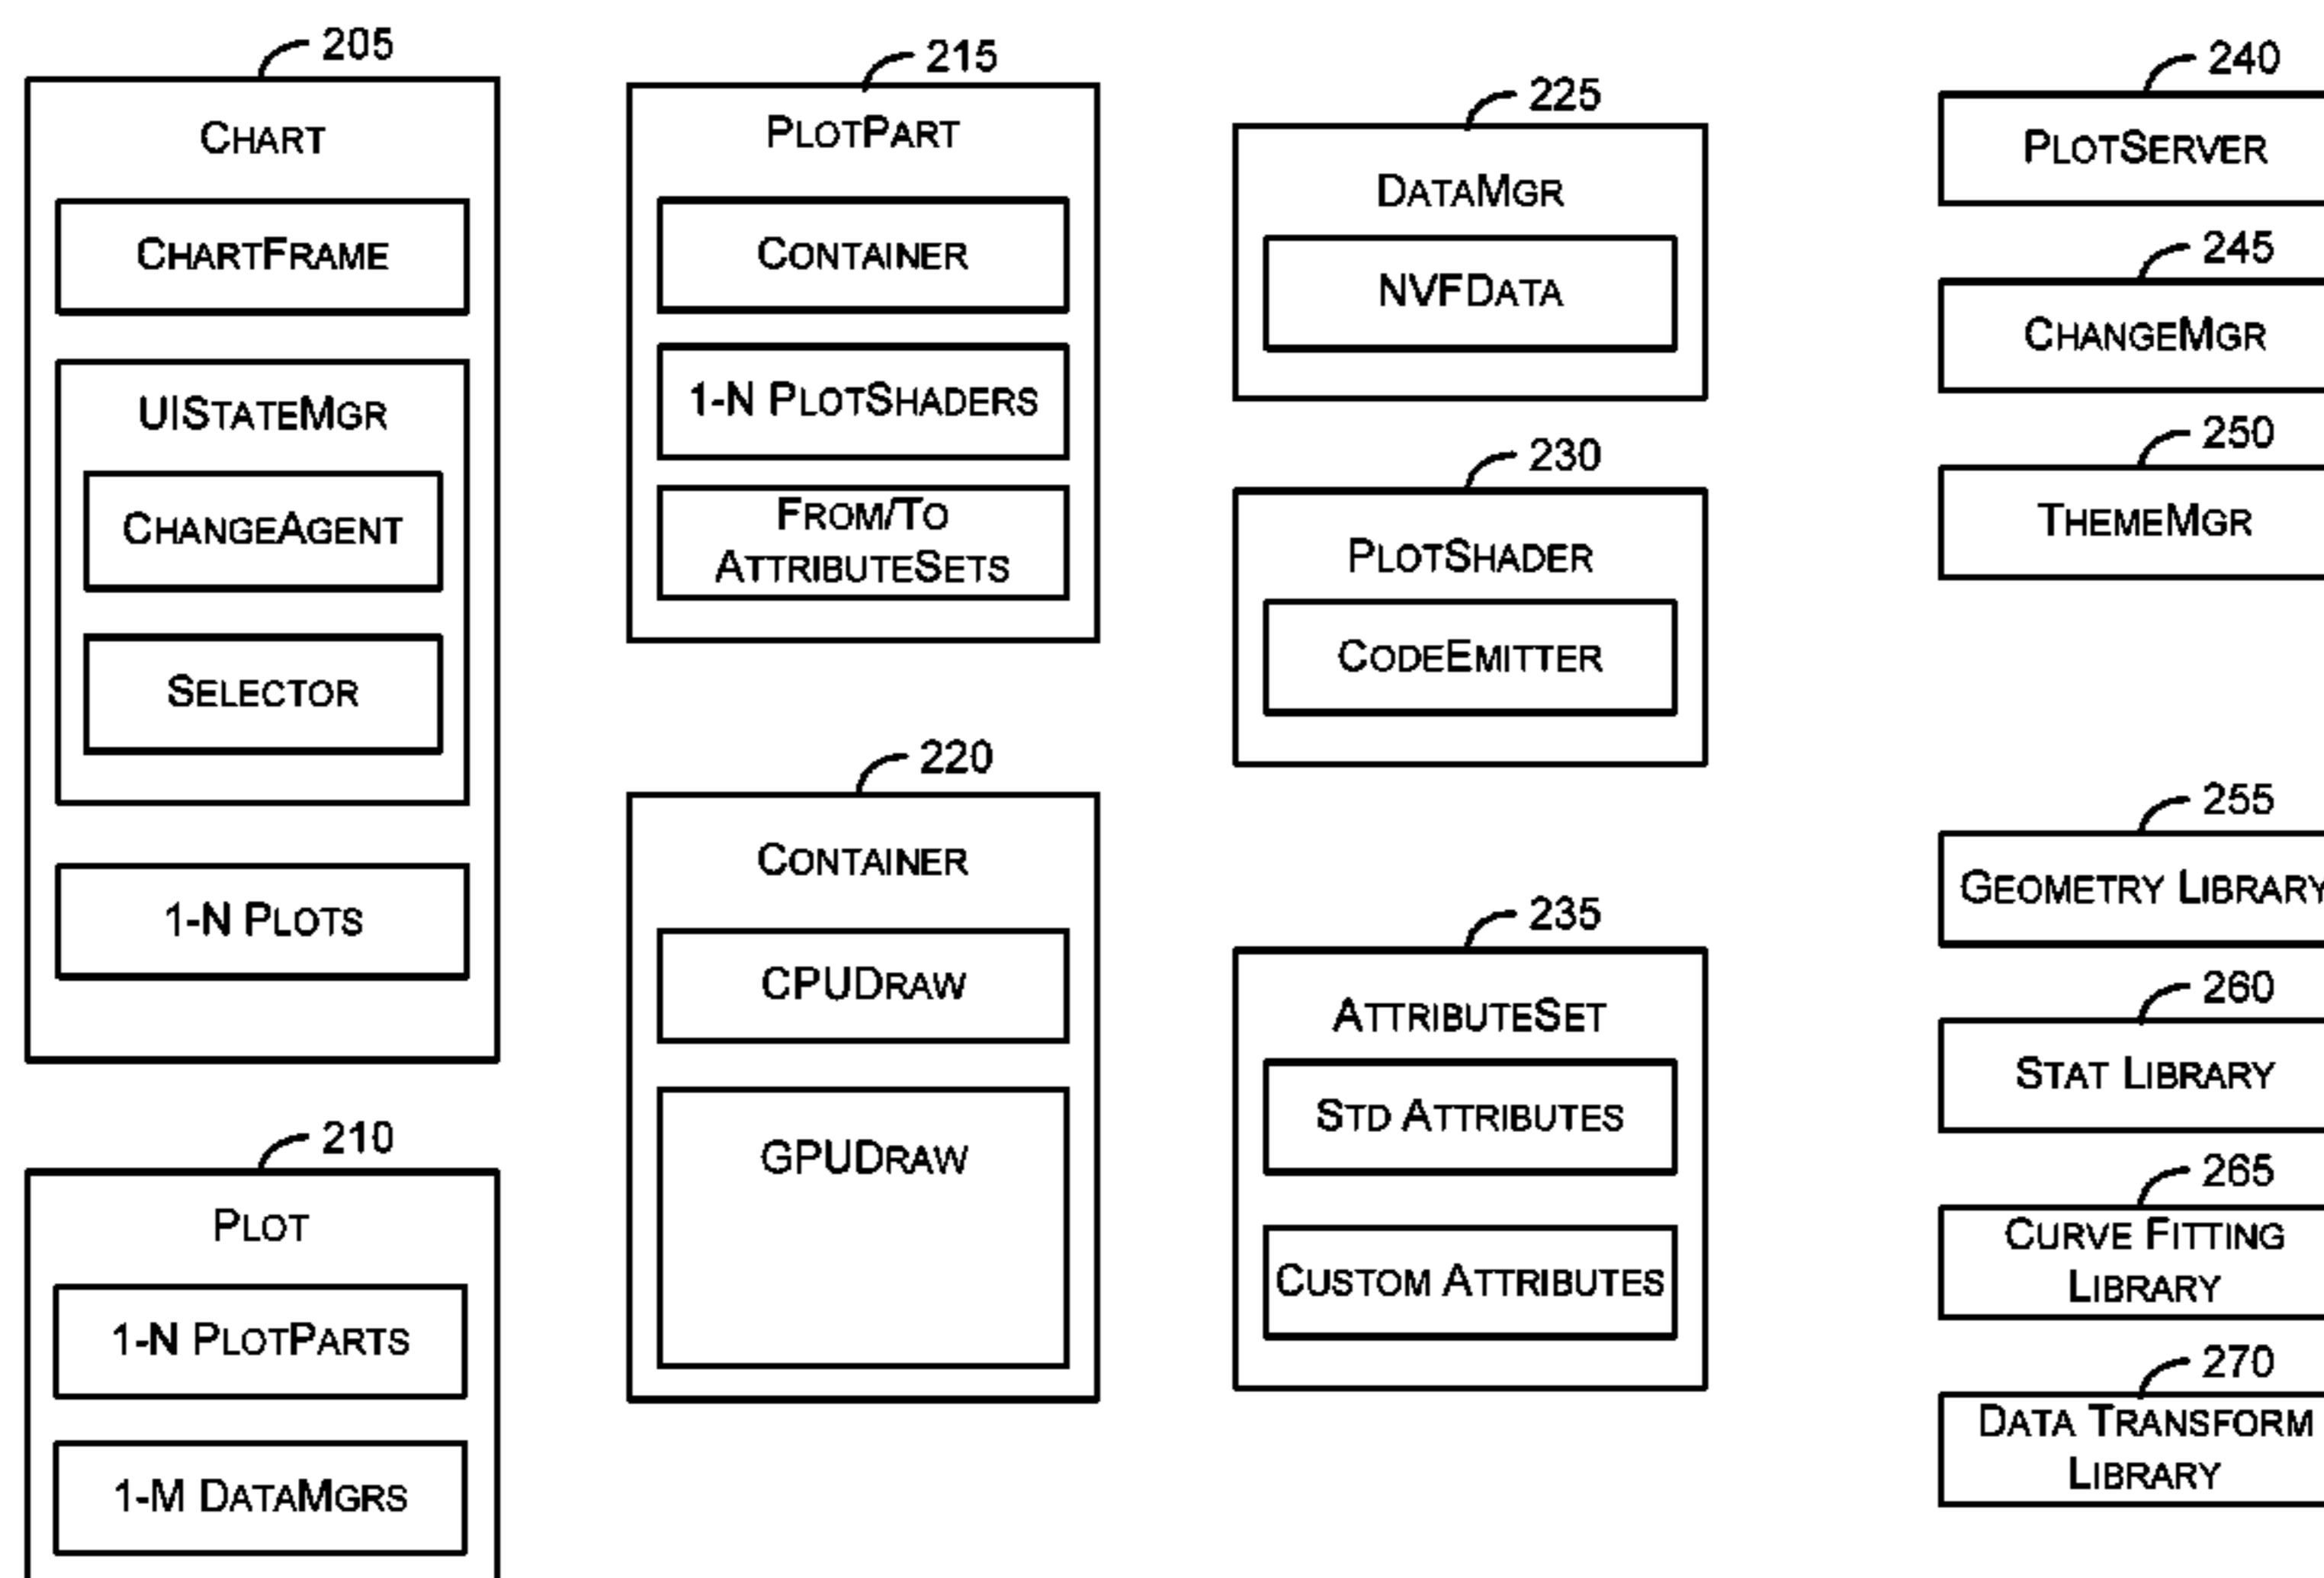 205
CHART
CHARTFRAME
UISTATEMGR
CHANGEAGENT
SELECTOR
1-N PLOTS
210
PLOT
1-N PLOTPARTS
1-M DATAMGRS
215
PLOTPART
CONTAINER
1-N PLOTSHADERS
FROM/TO
ATTRIBUTESETS
220
CONTAINER
CPUDRAW
GPUDRAW
225
DATAMGR
NVFDATA
230
PLOTSHADER
CODEEMITTER
235
ATTRIBUTESET
STD ATTRIBUTES
CUSTOM ATTRIBUTES
240
PLOTSERVER
245
CHANGEMGR
250
THEMEMGR
255
GEOMETRY LIBRARY
260
STAT LIBRARY
265
CURVE FITTING
LIBRARY
270
DATA TRANSFORM
LIBRARY